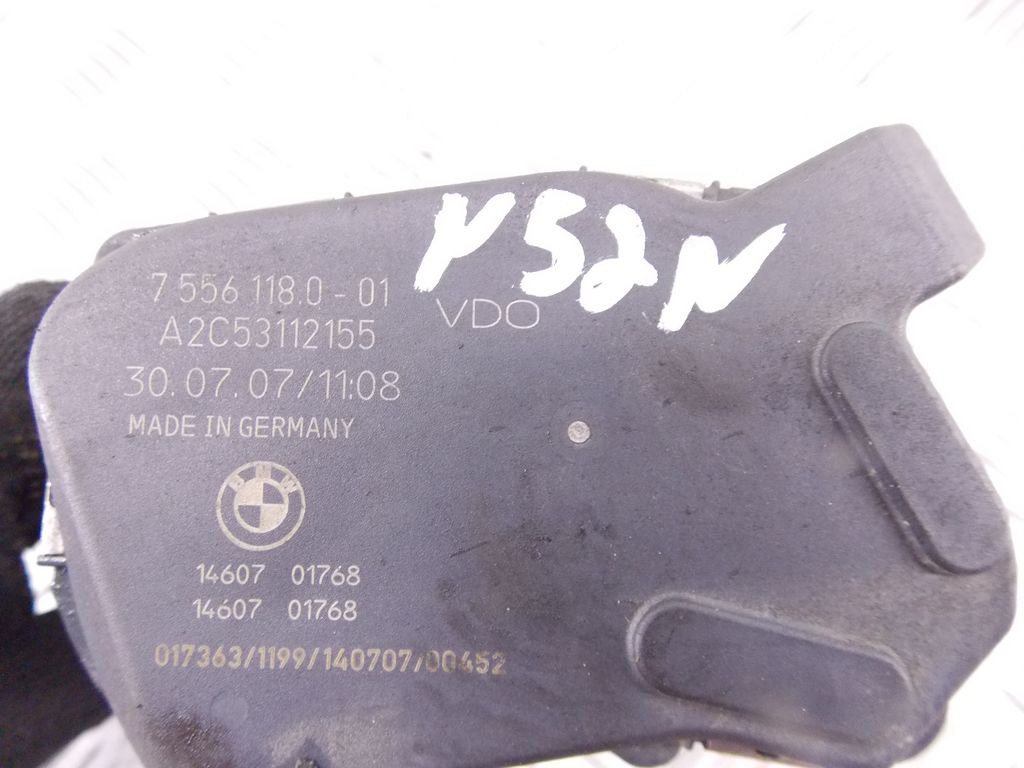 V52N
7 556 118.0 - 01
VDO
A2C53112155
30.07.07/11:08
MADE IN GERMANY
BMW
14607 01768
14607 01768
017363/1199/140707/00452